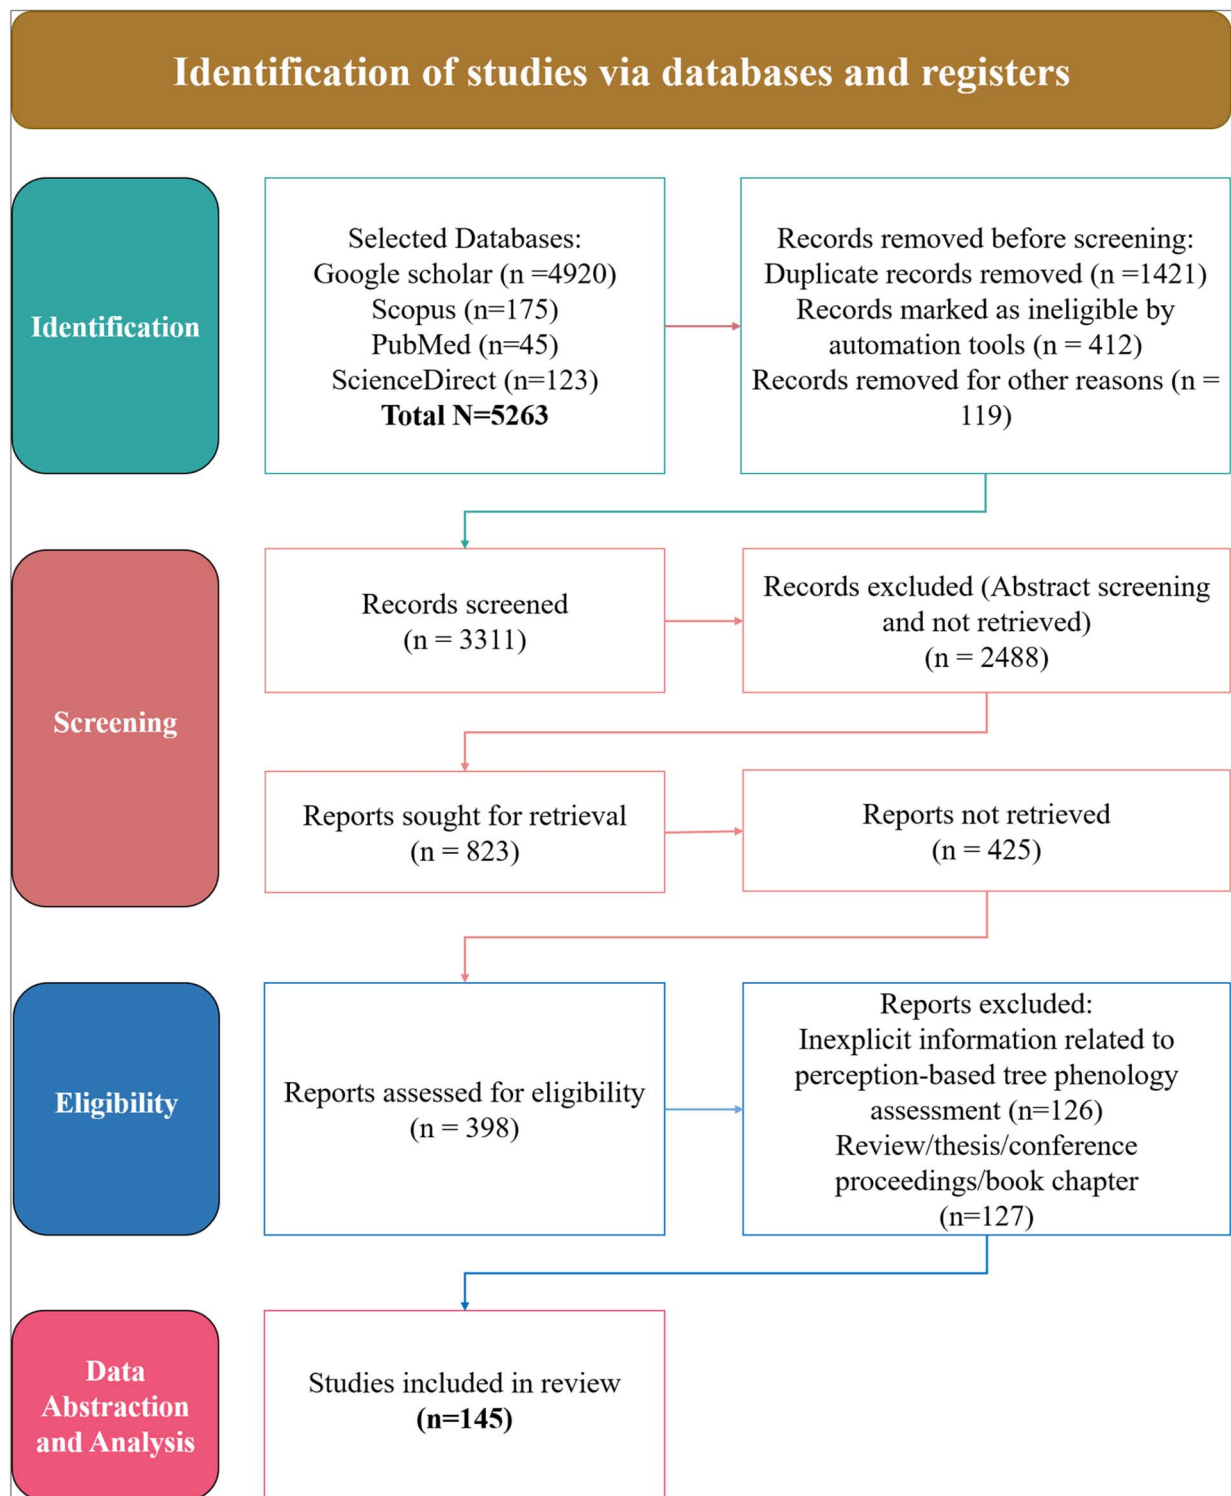 Identification of studies via databases and registers
Identification
Selected Databases:
Google scholar (n =4920)
Scopus (n=175)
PubMed (n=45)
ScienceDirect (n=123)
Total N=5263
Records removed before screening:
Duplicate records removed (n =1421)
Records marked as ineligible by
automation tools (n = 412)
Records removed for other reasons (n =
119)
Screening
Records screened
(n = 3311)
Records excluded (Abstract screening
and not retrieved)
(n = 2488)
Reports sought for retrieval
(n = 823)
Reports not retrieved
(n = 425)
Eligibility
Reports assessed for eligibility
(n = 398)
Reports excluded:
Inexplicit information related to
perception-based tree phenology
assessment (n=126)
Review/thesis/conference
proceedings/book chapter
(n=127)
Data
Abstraction
and Analysis
Studies included in review
(n=145)